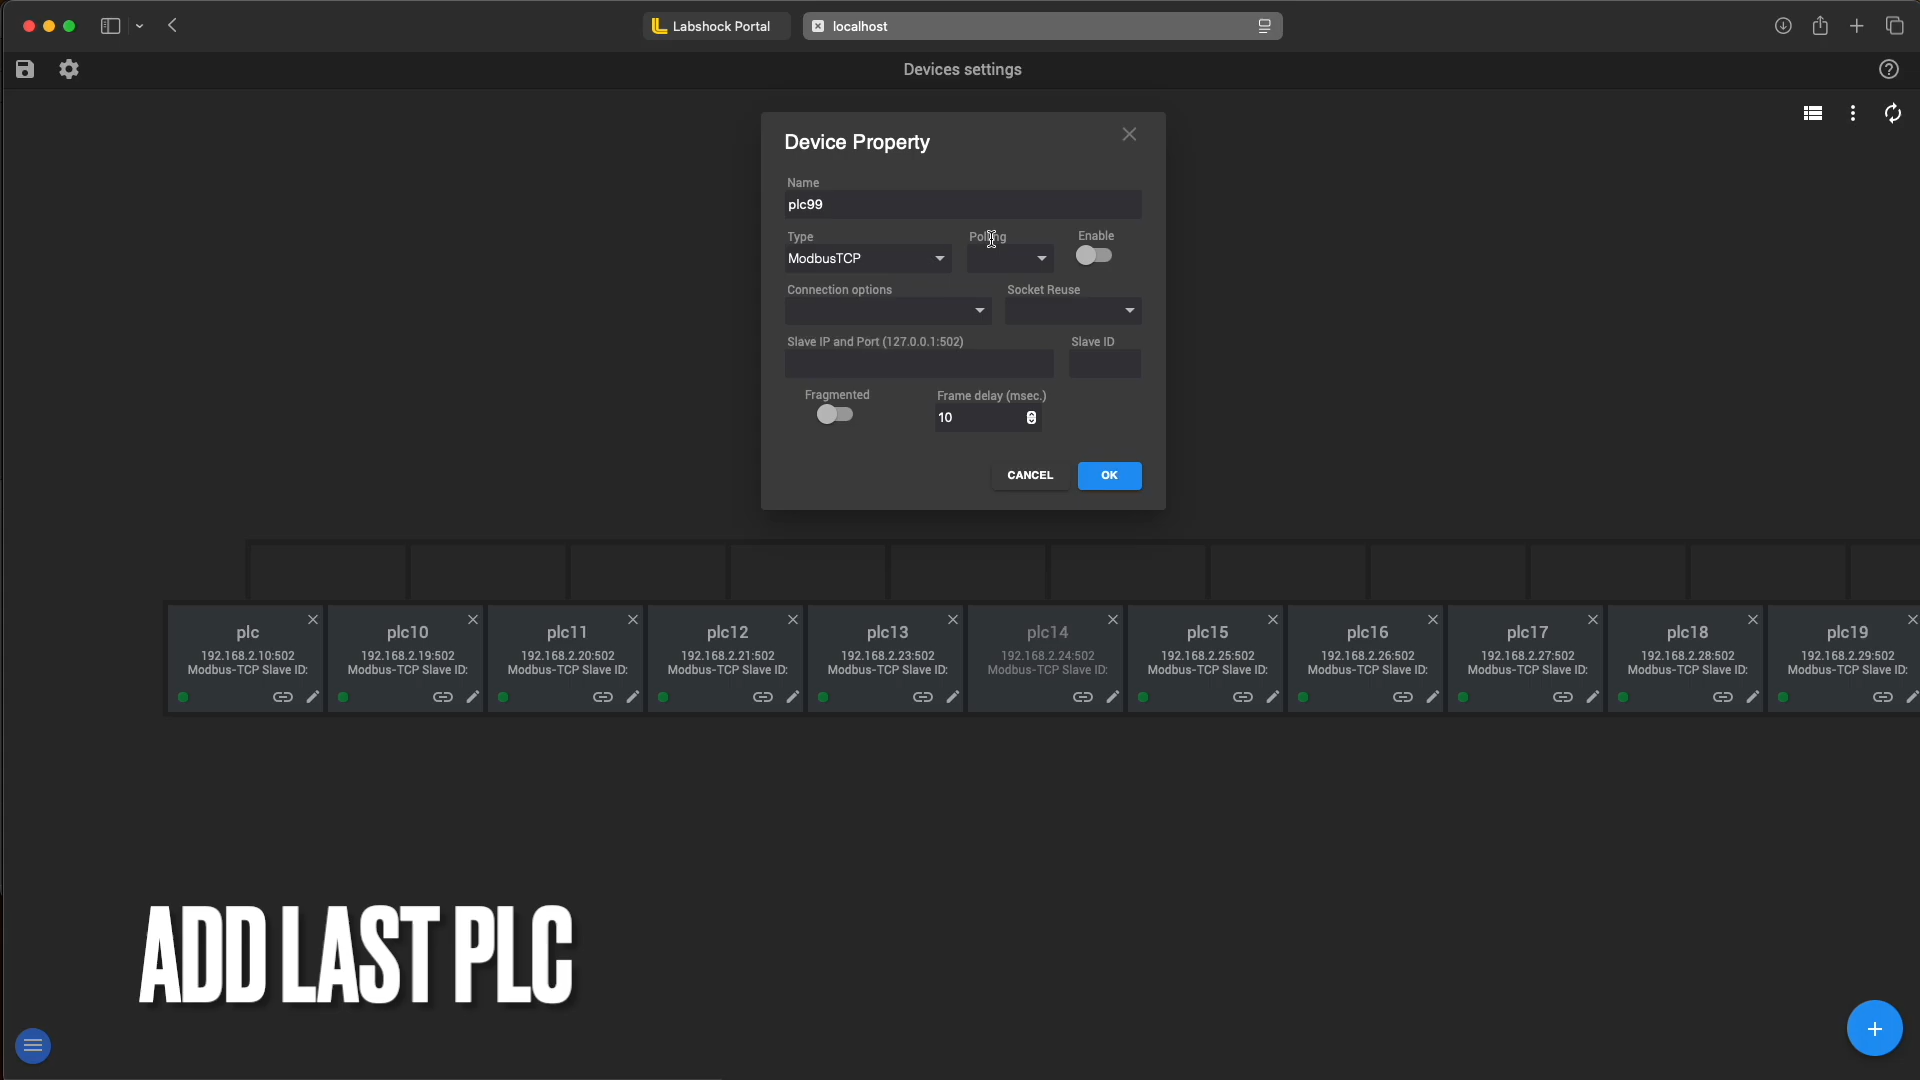 Labshock Portal
localhost
Devices settings
Device Property
Name
plc99
Type
Polling
Enable
ModbusTCP
Connection options
Socket Reuse
Slave IP and Port (127.0.0.1:502)
Slave ID
Fragmented
Frame delay (msec.)
10
CANCEL
OK
plc
192.168.2.10:502
Modbus-TCP Slave ID:
plc10
192.168.2.19:502
Modbus-TCP Slave ID:
plc11
192.168.2.20:502
Modbus-TCP Slave ID:
plc12
192.168.2.21:502
Modbus-TCP Slave ID:
plc13
192.168.2.23:502
Modbus-TCP Slave ID:
plc14
192.168.2.24:502
Modbus-TCP Slave ID:
plc15
192.168.2.25:502
Modbus-TCP Slave ID:
plc16
192.168.2.26:502
Modbus-TCP Slave ID:
plc17
192.168.2.27:502
Modbus-TCP Slave ID:
plc18
192.168.2.28:502
Modbus-TCP Slave ID:
plc19
192.168.2.29:502
Modbus-TCP Slave ID:
ADD LAST PLC